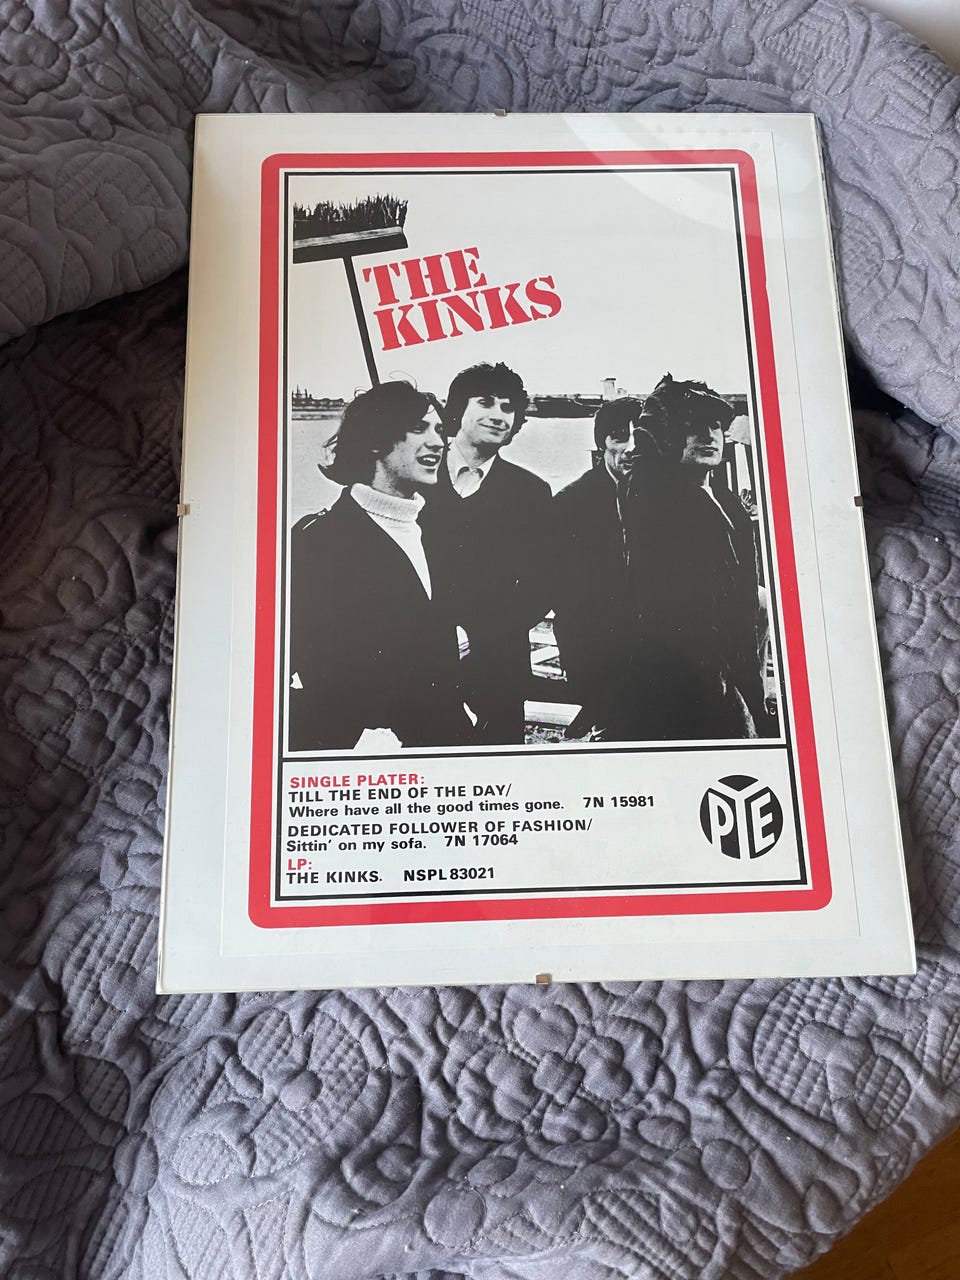 THE
KINKS
SINGLE PLATER:
TILL THE END OF THE DAY/
Where have all the good times gone. 7N 15981
DEDICATED FOLLOWER OF FASHION/
Sittin' on my sofa. 7N 17064
LP:
THE KINKS. NSPL 83021
PYE